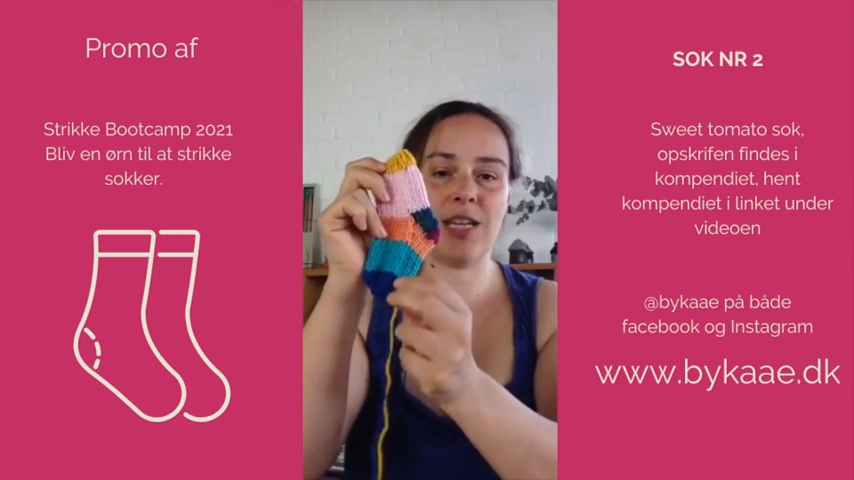 Promo af
Strikke Bootcamp 2021
Bliv en ørn til at strikke
sokker.
SOK NR 2
Sweet tomato sok,
opskrifen findes i
kompendiet, hent
kompendiet i linket under
videoen
@bykaae på både
facebook og Instagram
www.bykaae.dk